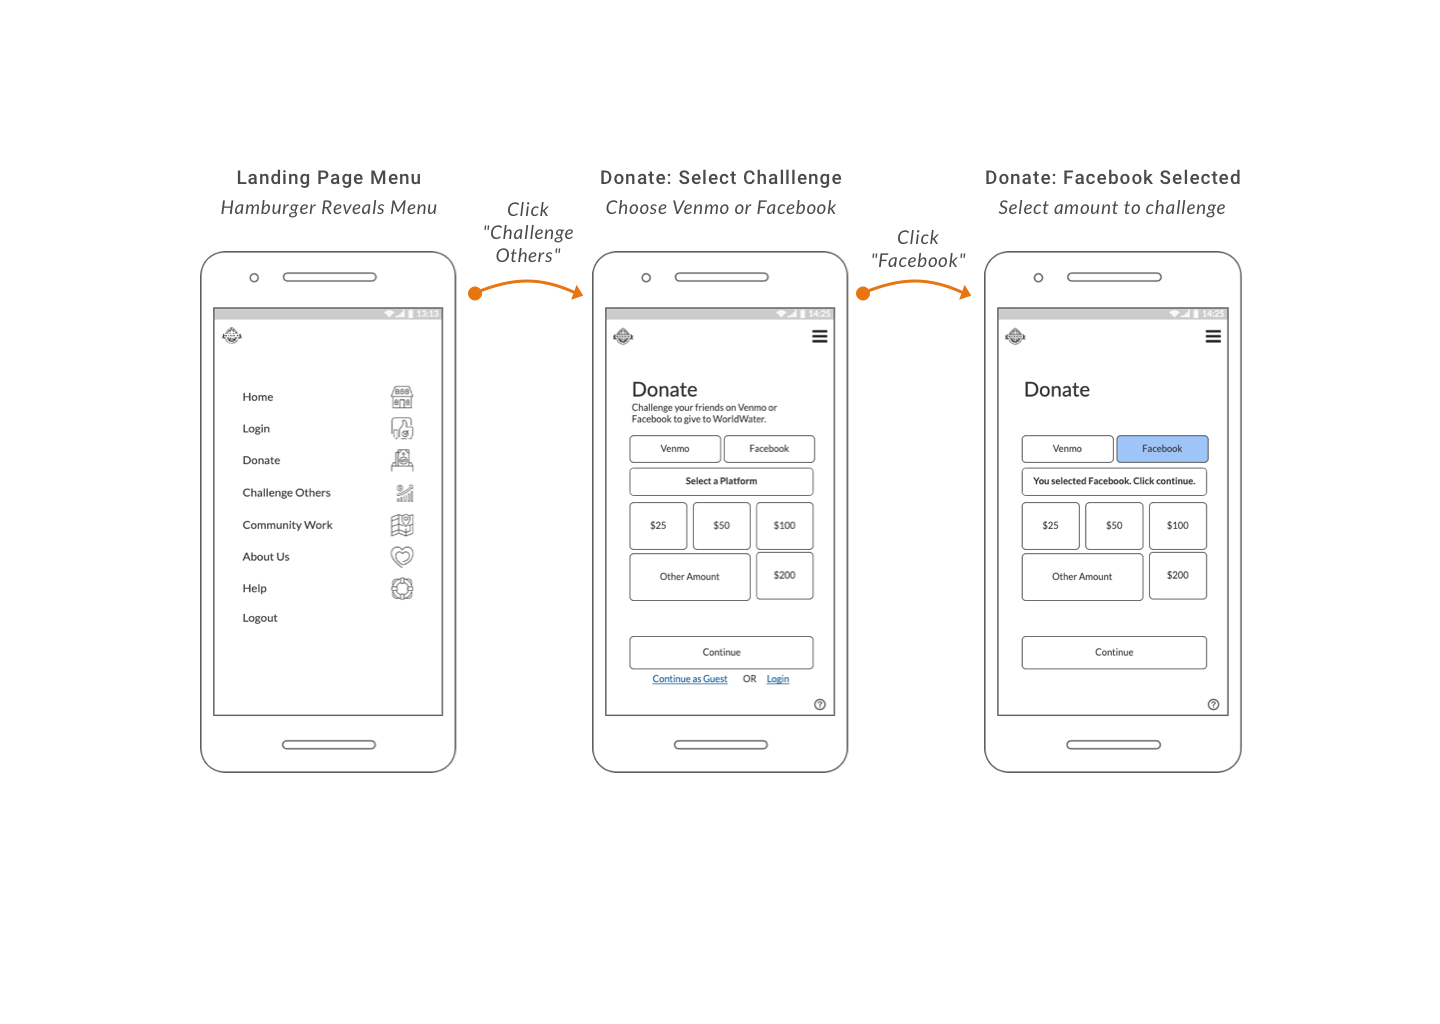 Landing Page Menu
Hamburger Reveals Menu
Click
"Challenge
Others"
Donate: Select Challlenge
Choose Venmo or Facebook
Click
"Facebook"
Donate: Facebook Selected
Select amount to challenge
13:13
Home
Login
Donate
Challenge Others
Community Work
About Us
Help
Logout
14:25
Donate
Challenge your friends on Venmo or
Facebook to give to WorldWater.
Venmo Facebook
Select a Platform
$25 $50 $100
Other Amount $200
Continue
Continue as Guest OR Login
?
14:25
Donate
Venmo Facebook
You selected Facebook. Click continue.
$25 $50 $100
Other Amount $200
Continue
?